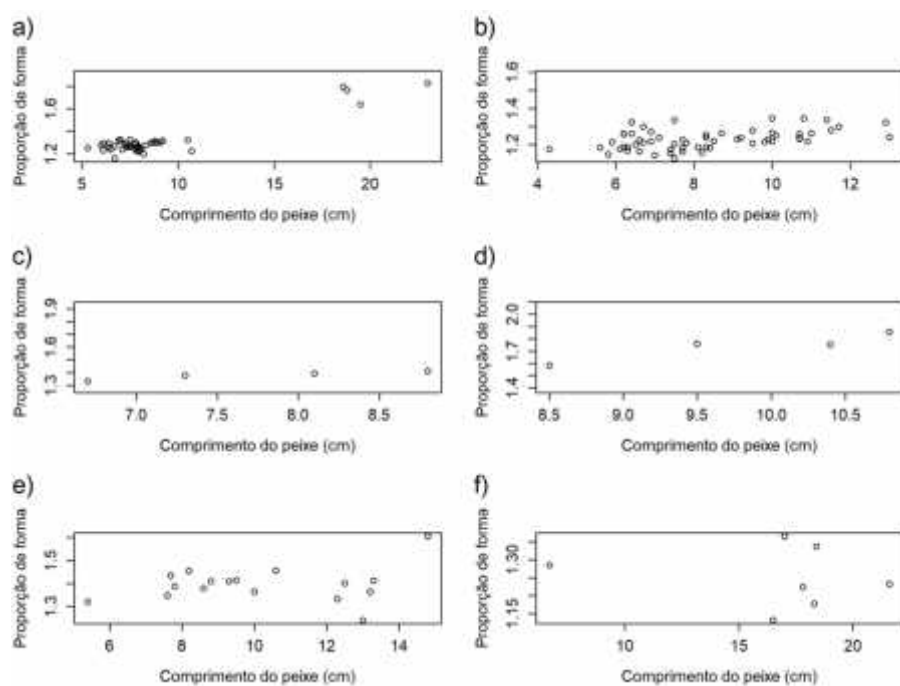 a)
Proporção de forma
1.2 1.6
5 10 15 20
Comprimento do peixe (cm)
b)
Proporção de forma
1.2 1.4 1.6
4 6 8 10 12
Comprimento do peixe (cm)
c)
Proporção de forma
1.3 1.6 1.9
7.0 7.5 8.0 8.5
Comprimento do peixe (cm)
d)
Proporção de forma
1.4 1.7 2.0
8.5 9.0 9.5 10.0 10.5
Comprimento do peixe (cm)
e)
Proporção de forma
1.3 1.5
6 8 10 12 14
Comprimento do peixe (cm)
f)
Proporção de forma
1.15 1.30
10 15 20
Comprimento do peixe (cm)